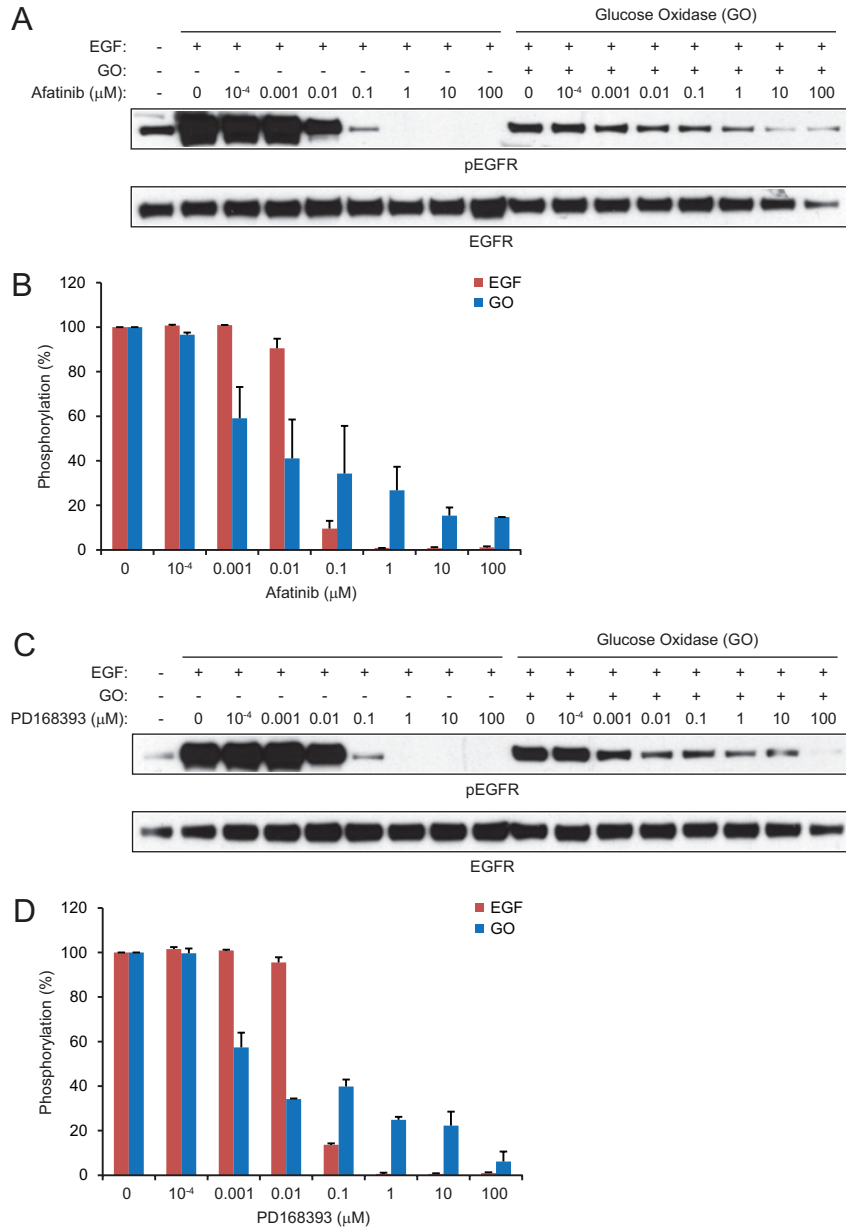 A
Glucose Oxidase (GO)
EGF: - + + + + + + + + + + + + + + + +
GO: - - - - - - - - - + + + + + + + +
Afatinib (μM): - 0 10-4 0.001 0.01 0.1 1 10 100 0 10-4 0.001 0.01 0.1 1 10 100
pEGFR
EGFR
B
EGF
GO
Phosphorylation (%)
120
100
80
60
40
20
0
0 10-4 0.001 0.01 0.1 1 10 100
Afatinib (μM)
C
Glucose Oxidase (GO)
EGF: - + + + + + + + + + + + + + + + +
GO: - - - - - - - - - + + + + + + + +
PD168393 (μM): - 0 10-4 0.001 0.01 0.1 1 10 100 0 10-4 0.001 0.01 0.1 1 10 100
pEGFR
EGFR
D
EGF
GO
Phosphorylation (%)
120
100
80
60
40
20
0
0 10-4 0.001 0.01 0.1 1 10 100
PD168393 (μM)